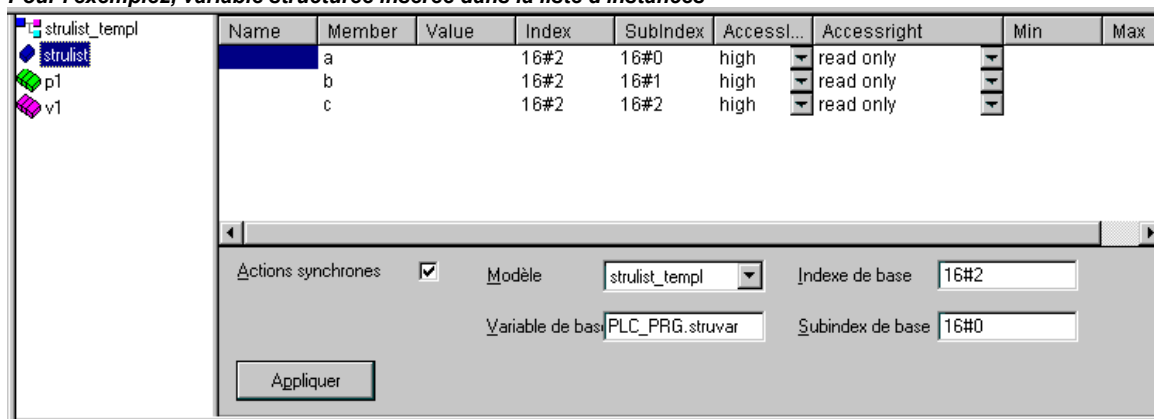 Pour l'exemple2, variable structurée insérée dans la liste d'instances
strulist_templ
strulist
p1
v1
Name Member Value Index SubIndex Accessl... Accessright Min Max
a 16#2 16#0 high read only
b 16#2 16#1 high read only
c 16#2 16#2 high read only
Actions synchrones Modèle strulist_templ Indexe de base 16#2
Variable de bas PLC_PRG.struvar Subindex de base 16#0
Appliquer